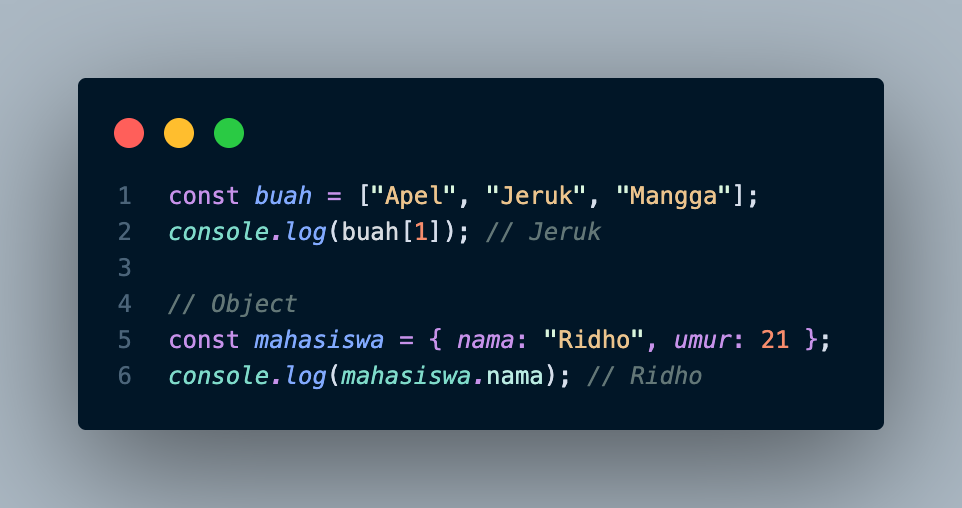 1 const buah = ["Apel", "Jeruk", "Mangga"];
2 console.log(buah[1]); // Jeruk
3
4 // Object
5 const mahasiswa = { nama: "Ridho", umur: 21 };
6 console.log(mahasiswa.nama); // Ridho